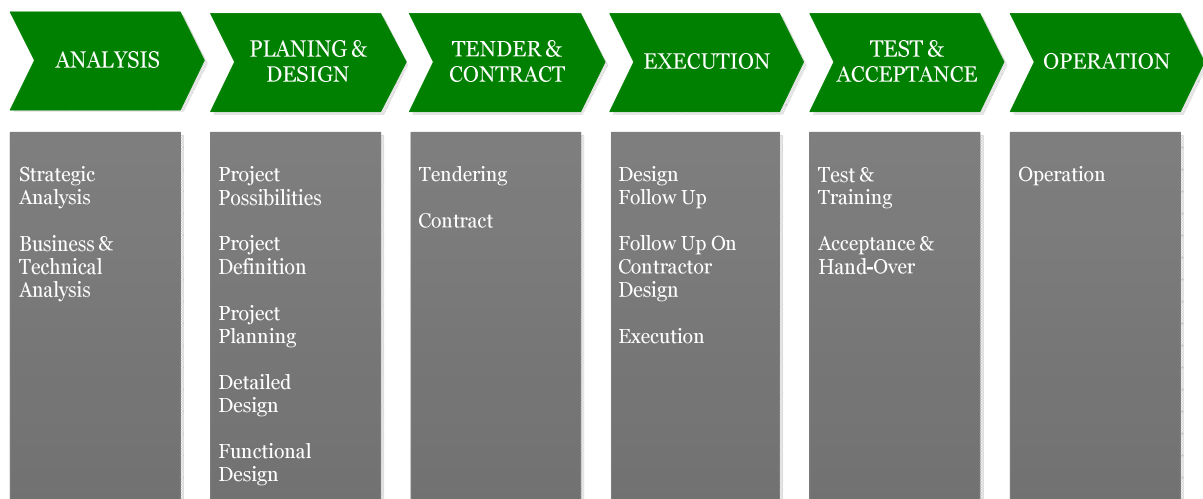 ANALYSIS
PLANING &
DESIGN
TENDER &
CONTRACT
EXECUTION
TEST &
ACCEPTANCE
OPERATION
Strategic
Analysis
Business &
Technical
Analysis
Project
Possibilities
Project
Definition
Project
Planning
Detailed
Design
Functional
Design
Tendering
Contract
Design
Follow Up
Follow Up On
Contractor
Design
Execution
Test &
Training
Acceptance &
Hand-Over
Operation